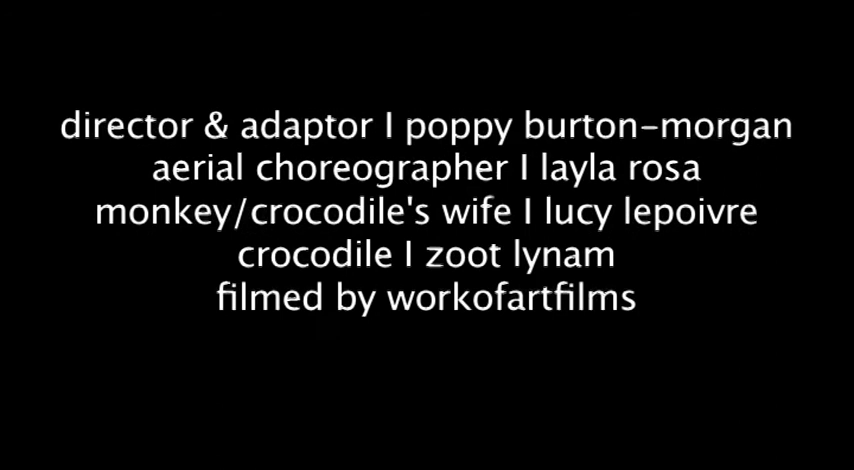 director & adaptor I poppy burton-morgan
aerial choreographer I layla rosa
monkey/crocodile's wife I lucy lepoivre
crocodile I zoot lynam
filmed by workofartfilms